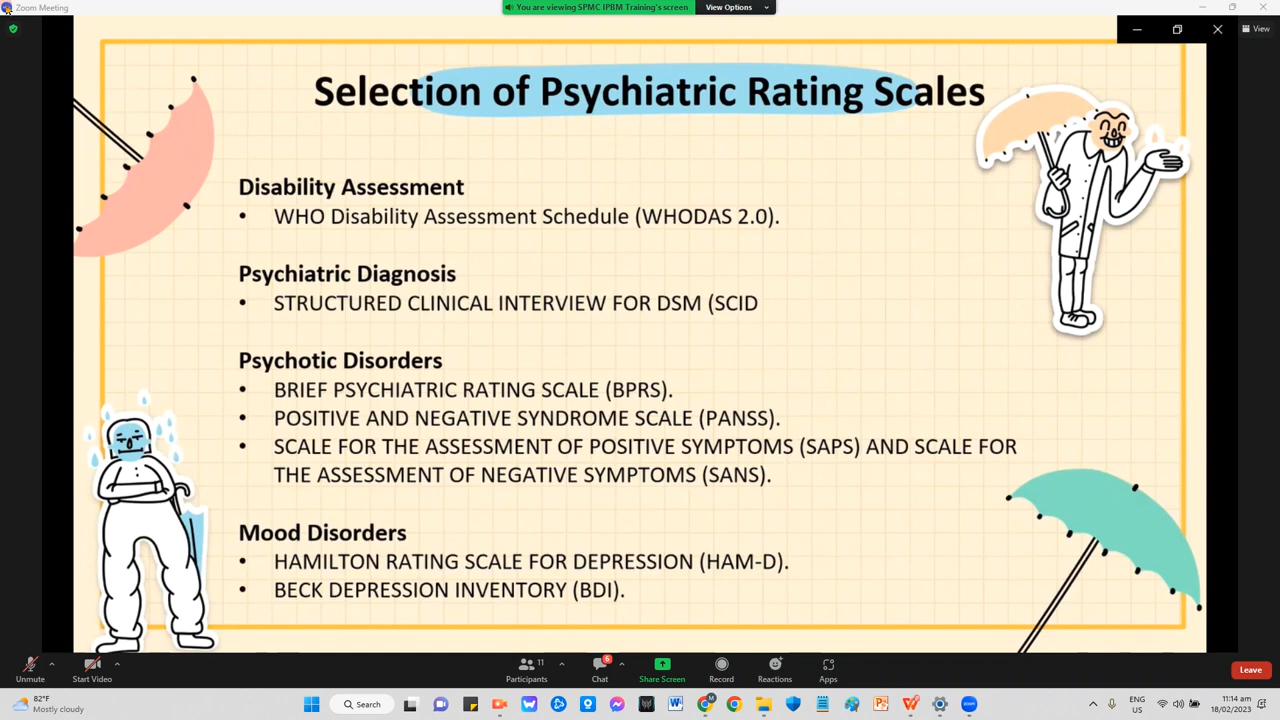 Zoom Meeting
You are viewing SPMC IPBM Training's screen
View Options
View
Selection of Psychiatric Rating Scales
Disability Assessment
• WHO Disability Assessment Schedule (WHODAS 2.0).
Psychiatric Diagnosis
• STRUCTURED CLINICAL INTERVIEW FOR DSM (SCID
Psychotic Disorders
• BRIEF PSYCHIATRIC RATING SCALE (BPRS).
• POSITIVE AND NEGATIVE SYNDROME SCALE (PANSS).
• SCALE FOR THE ASSESSMENT OF POSITIVE SYMPTOMS (SAPS) AND SCALE FOR
THE ASSESSMENT OF NEGATIVE SYMPTOMS (SANS).
Mood Disorders
• HAMILTON RATING SCALE FOR DEPRESSION (HAM-D).
• BECK DEPRESSION INVENTORY (BDI).
Unmute
Start Video
Participants
11
Chat
6
Share Screen
Record
Reactions
Apps
Leave
82°F
Mostly cloudy
Search
ENG
US
11:14 am
18/02/2023